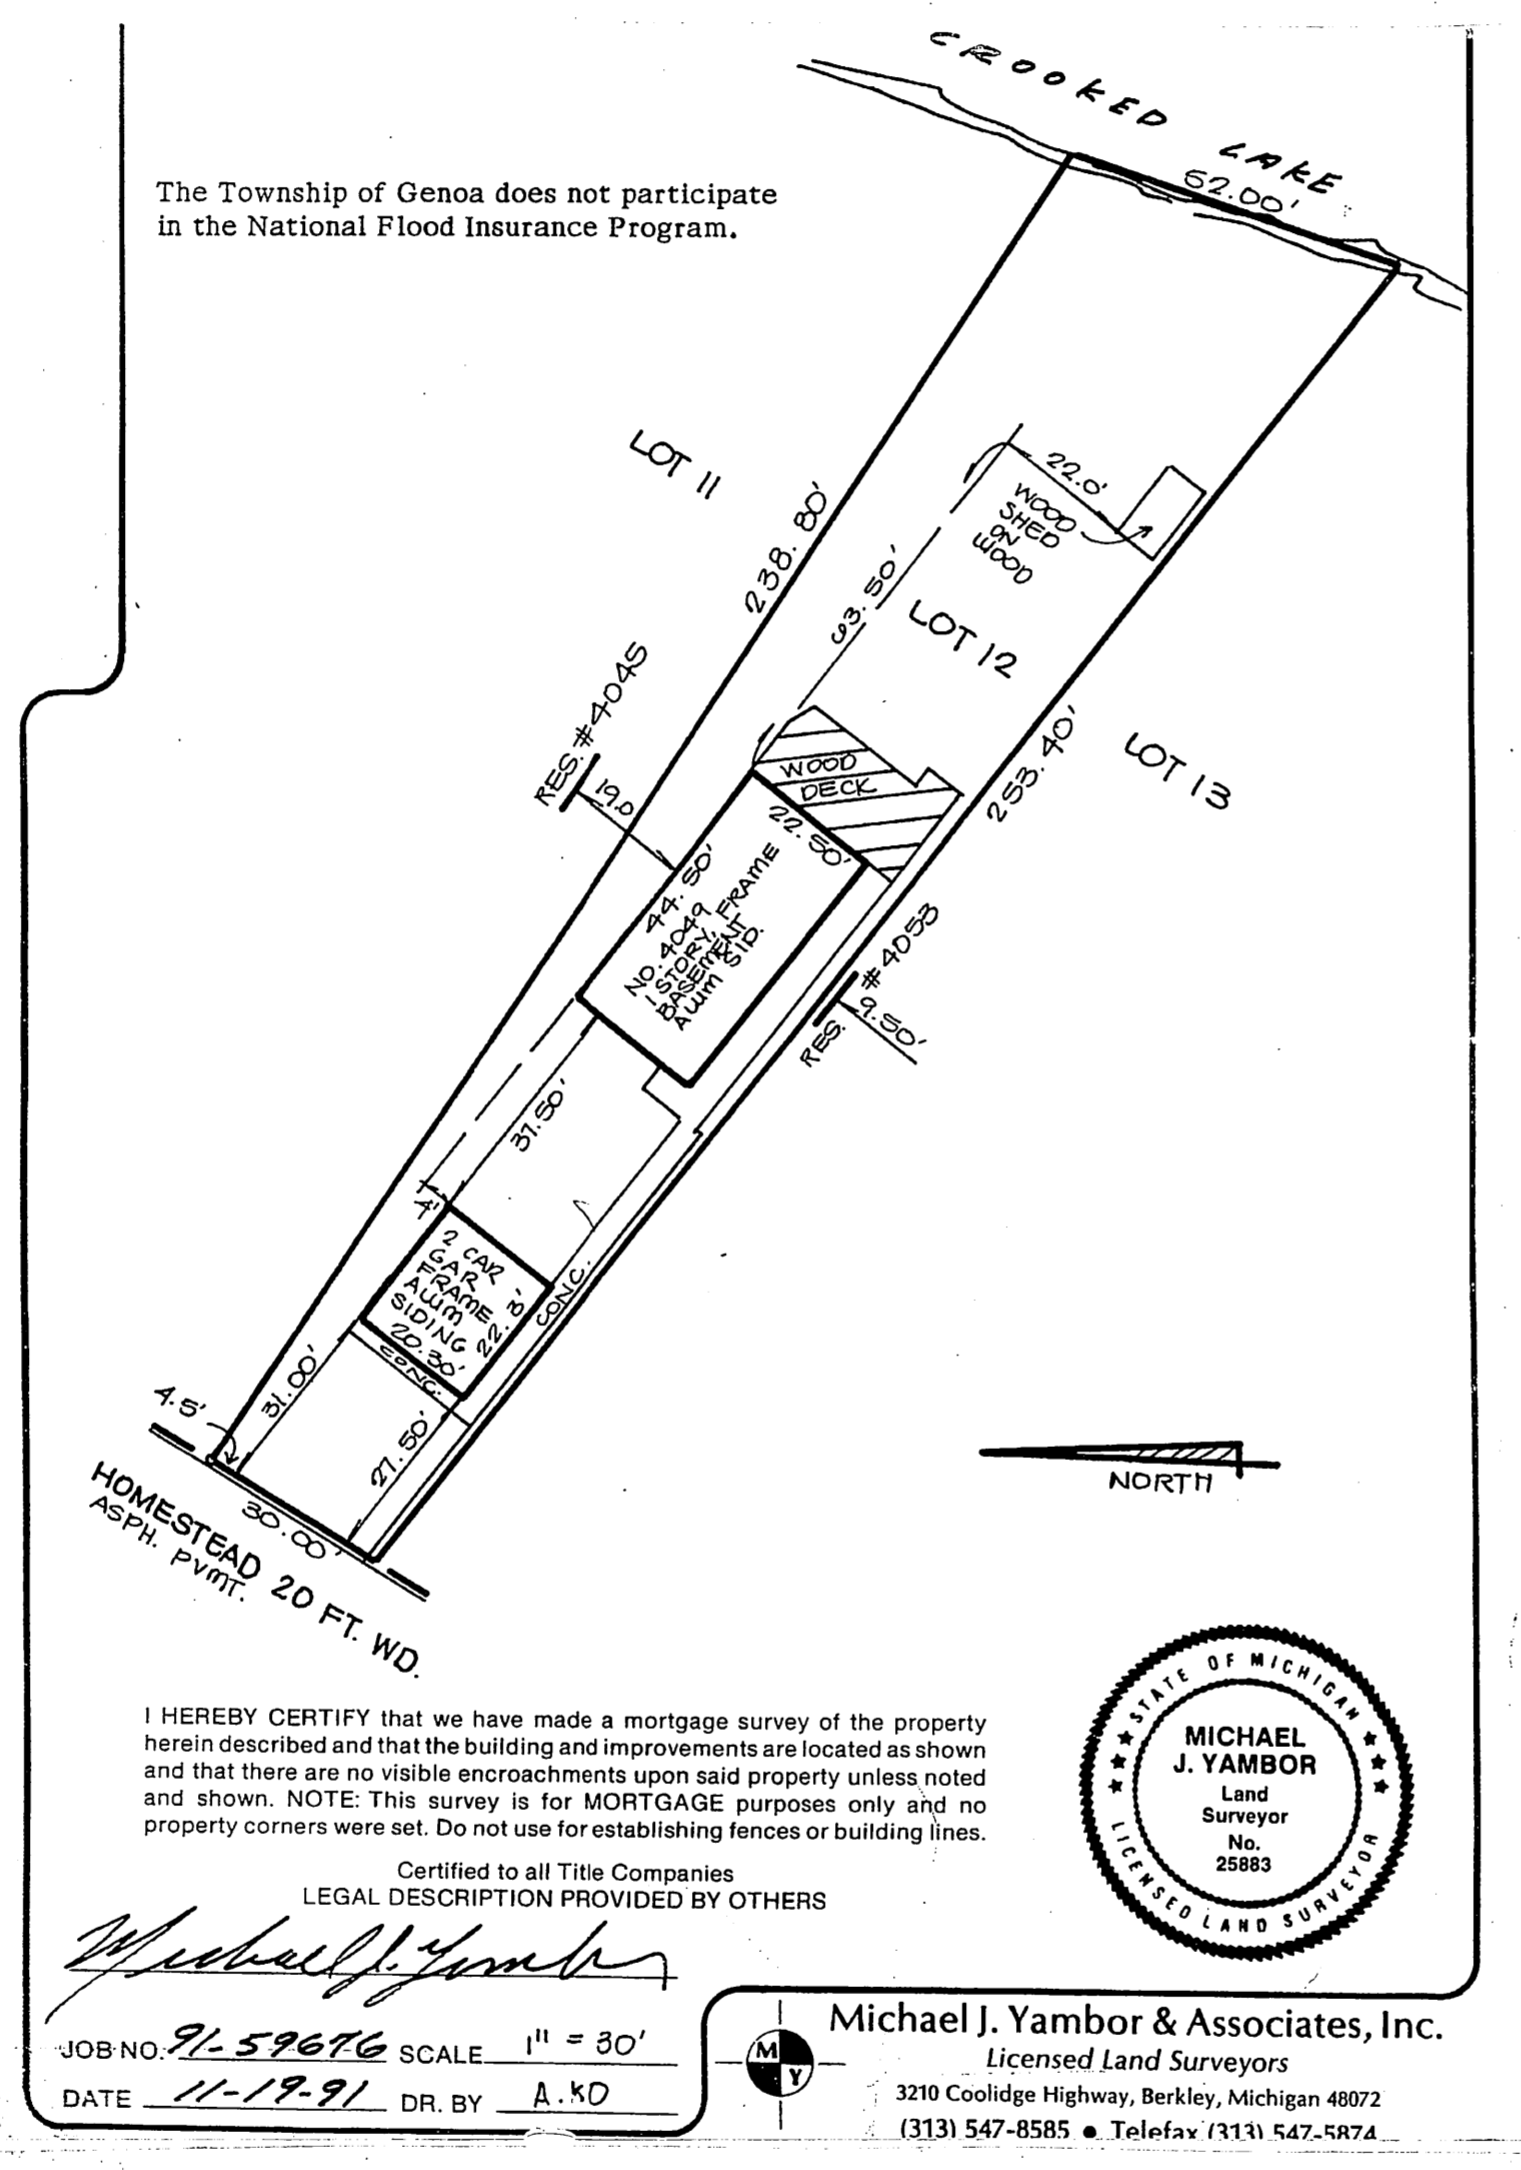 CROOKED LAKE
62.00'
The Township of Genoa does not participate
in the National Flood Insurance Program.
LOT 11
238.80'
22.0'
WOOD
SHED
ON
WOOD
63.50'
LOT 12
RES. #4045
19.0
253.40'
LOT 13
WOOD
DECK
22.50'
44.50'
NO. 4049
1 STORY, FRAME
BASEMENT
ALUM SID.
RES. #4053
9.50'
31.50'
4'
2 CAR
GAR
FRAME
ALUM
SIDING
20.30'
22.3'
CONC.
CONC.
31.00'
4.5'
27.50'
30.00'
HOMESTEAD 20 FT. WD.
ASPH. PVMT.
NORTH
I HEREBY CERTIFY that we have made a mortgage survey of the property
herein described and that the building and improvements are located as shown
and that there are no visible encroachments upon said property unless noted
and shown. NOTE: This survey is for MORTGAGE purposes only and no
property corners were set. Do not use for establishing fences or building lines.
Certified to all Title Companies
LEGAL DESCRIPTION PROVIDED BY OTHERS
STATE OF MICHIGAN
MICHAEL
J. YAMBOR
Land
Surveyor
No.
25883
LICENSED LAND SURVEYOR
Michael J. Yambor
JOB NO. 91-59676 SCALE 1" = 30'
DATE 11-19-91 DR. BY A.KO
M Y
Michael J. Yambor & Associates, Inc.
Licensed Land Surveyors
3210 Coolidge Highway, Berkley, Michigan 48072
(313) 547-8585 • Telefax (313) 547-5874